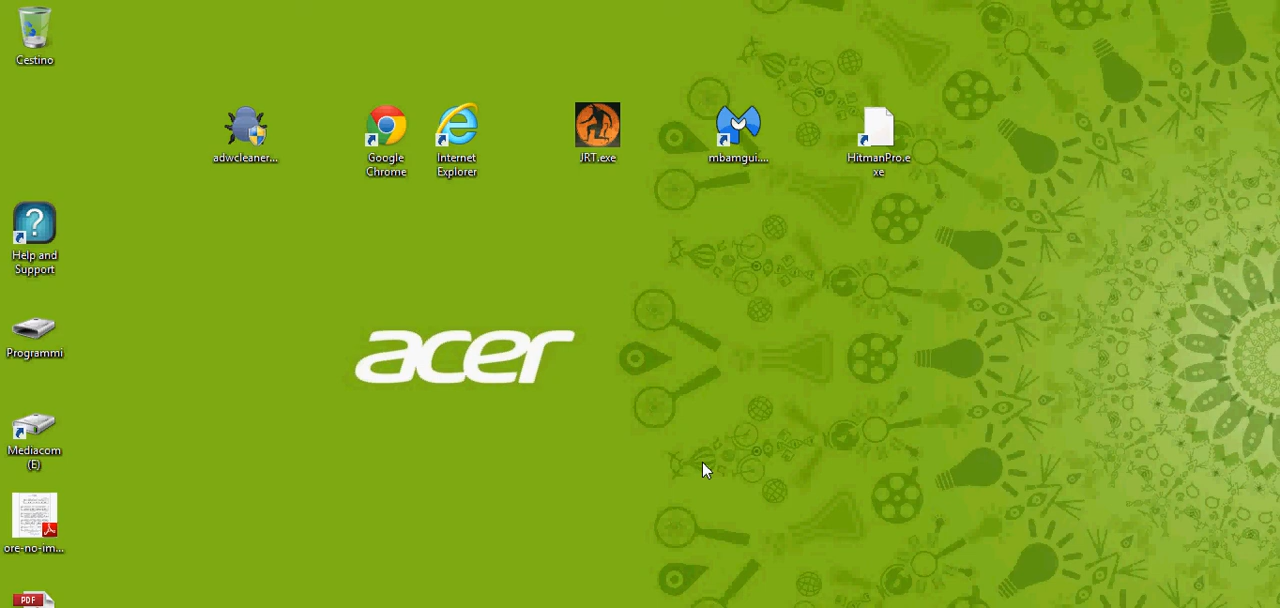 Cestino
adwcleaner...
Google
Chrome
Internet
Explorer
JRT.exe
mbamgui....
HitmanPro.e
xe
Help and
Support
Programmi
acer
Mediacom
(E)
ore-no-im...
PDF